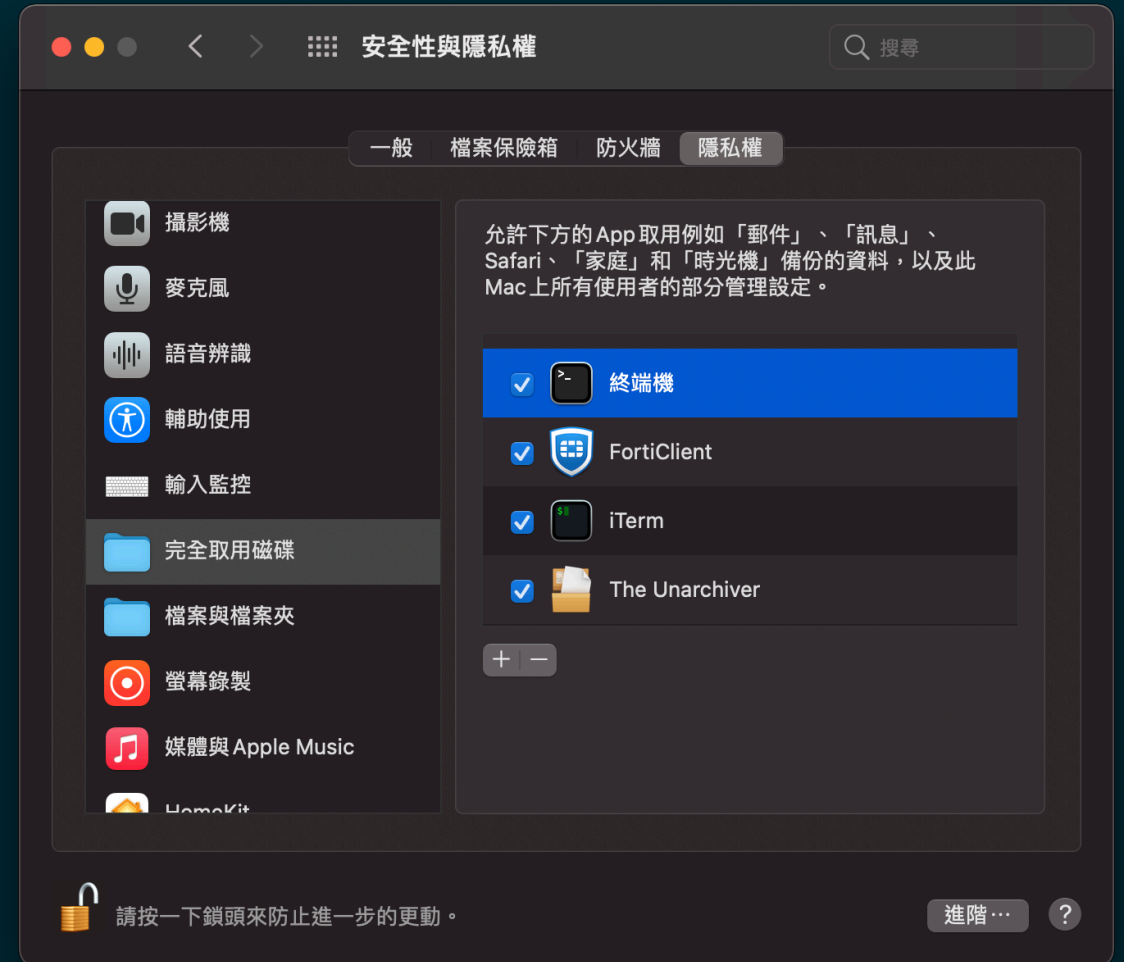 安全性與隱私權
搜尋
一般
檔案保險箱
防火牆
隱私權
攝影機
麥克風
語音辨識
輔助使用
輸入監控
完全取用磁碟
檔案與檔案夾
螢幕錄製
媒體與 Apple Music
HomeKit
允許下方的 App 取用例如「郵件」、「訊息」、
Safari、「家庭」和「時光機」備份的資料，以及此
Mac 上所有使用者的部分管理設定。
>-
終端機
FortiClient
$
iTerm
The Unarchiver
+ −
請按一下鎖頭來防止進一步的更動。
進階⋯
?